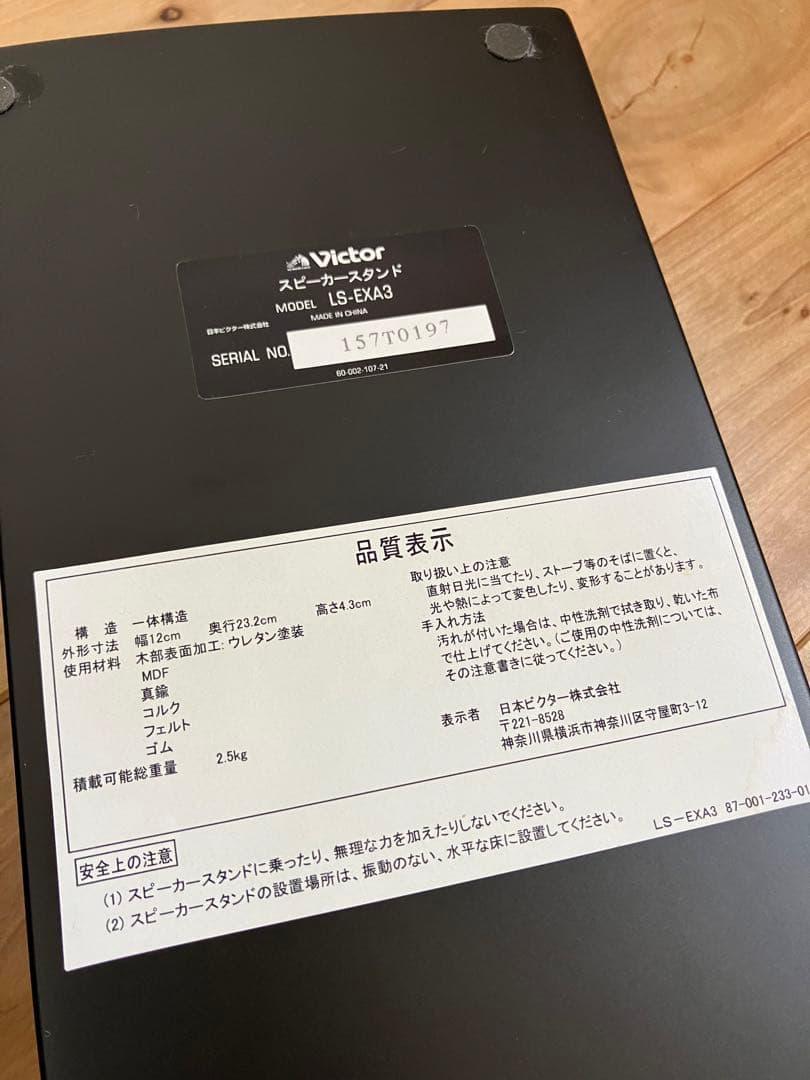 Victor
スピーカースタンド
MODEL LS-EXA3
MADE IN CHINA
日本ビクター株式会社
SERIAL NO. 157T0197
60-002-107-21
品質表示
構 造 一体構造
外形寸法 幅12cm 奥行23.2cm 高さ4.3cm
使用材料 木部表面加工:ウレタン塗装
MDF
真鍮
コルク
フェルト
ゴム
積載可能総重量 2.5kg
取り扱い上の注意
直射日光に当てたり、ストーブ等のそばに置くと、
光や熱によって変色したり、変形することがあります。
手入れ方法
汚れが付いた場合は、中性洗剤で拭き取り、乾いた布
で仕上げてください。(ご使用の中性洗剤については、
その注意書きに従ってください。)
表示者 日本ビクター株式会社
〒221-8528
神奈川県横浜市神奈川区守屋町3-12
安全上の注意
(1) スピーカースタンドに乗ったり、無理な力を加えたりしないでください。
(2) スピーカースタンドの設置場所は、振動のない、水平な床に設置してください。
LS-EXA3 87-001-233-01